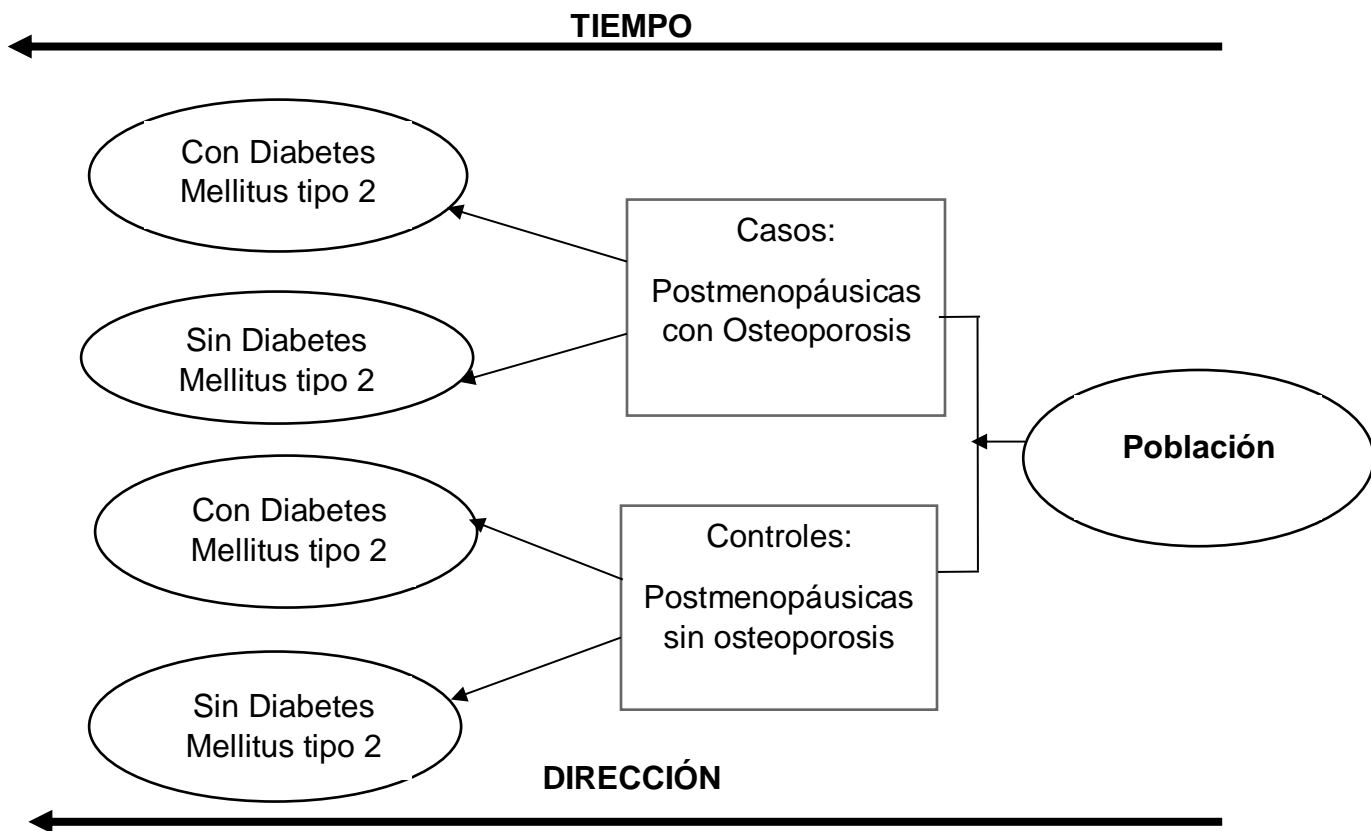 TIEMPO
Con Diabetes
Mellitus tipo 2
Sin Diabetes
Mellitus tipo 2
Con Diabetes
Mellitus tipo 2
Sin Diabetes
Mellitus tipo 2
Casos:
Postmenopáusicas
con Osteoporosis
Controles:
Postmenopáusicas
sin osteoporosis
Población
DIRECCIÓN